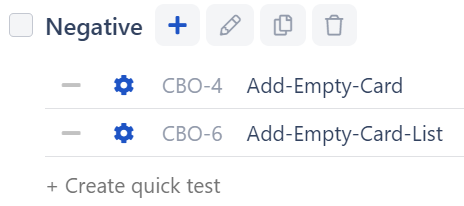 Negative
CBO-4 Add-Empty-Card
CBO-6 Add-Empty-Card-List
+ Create quick test